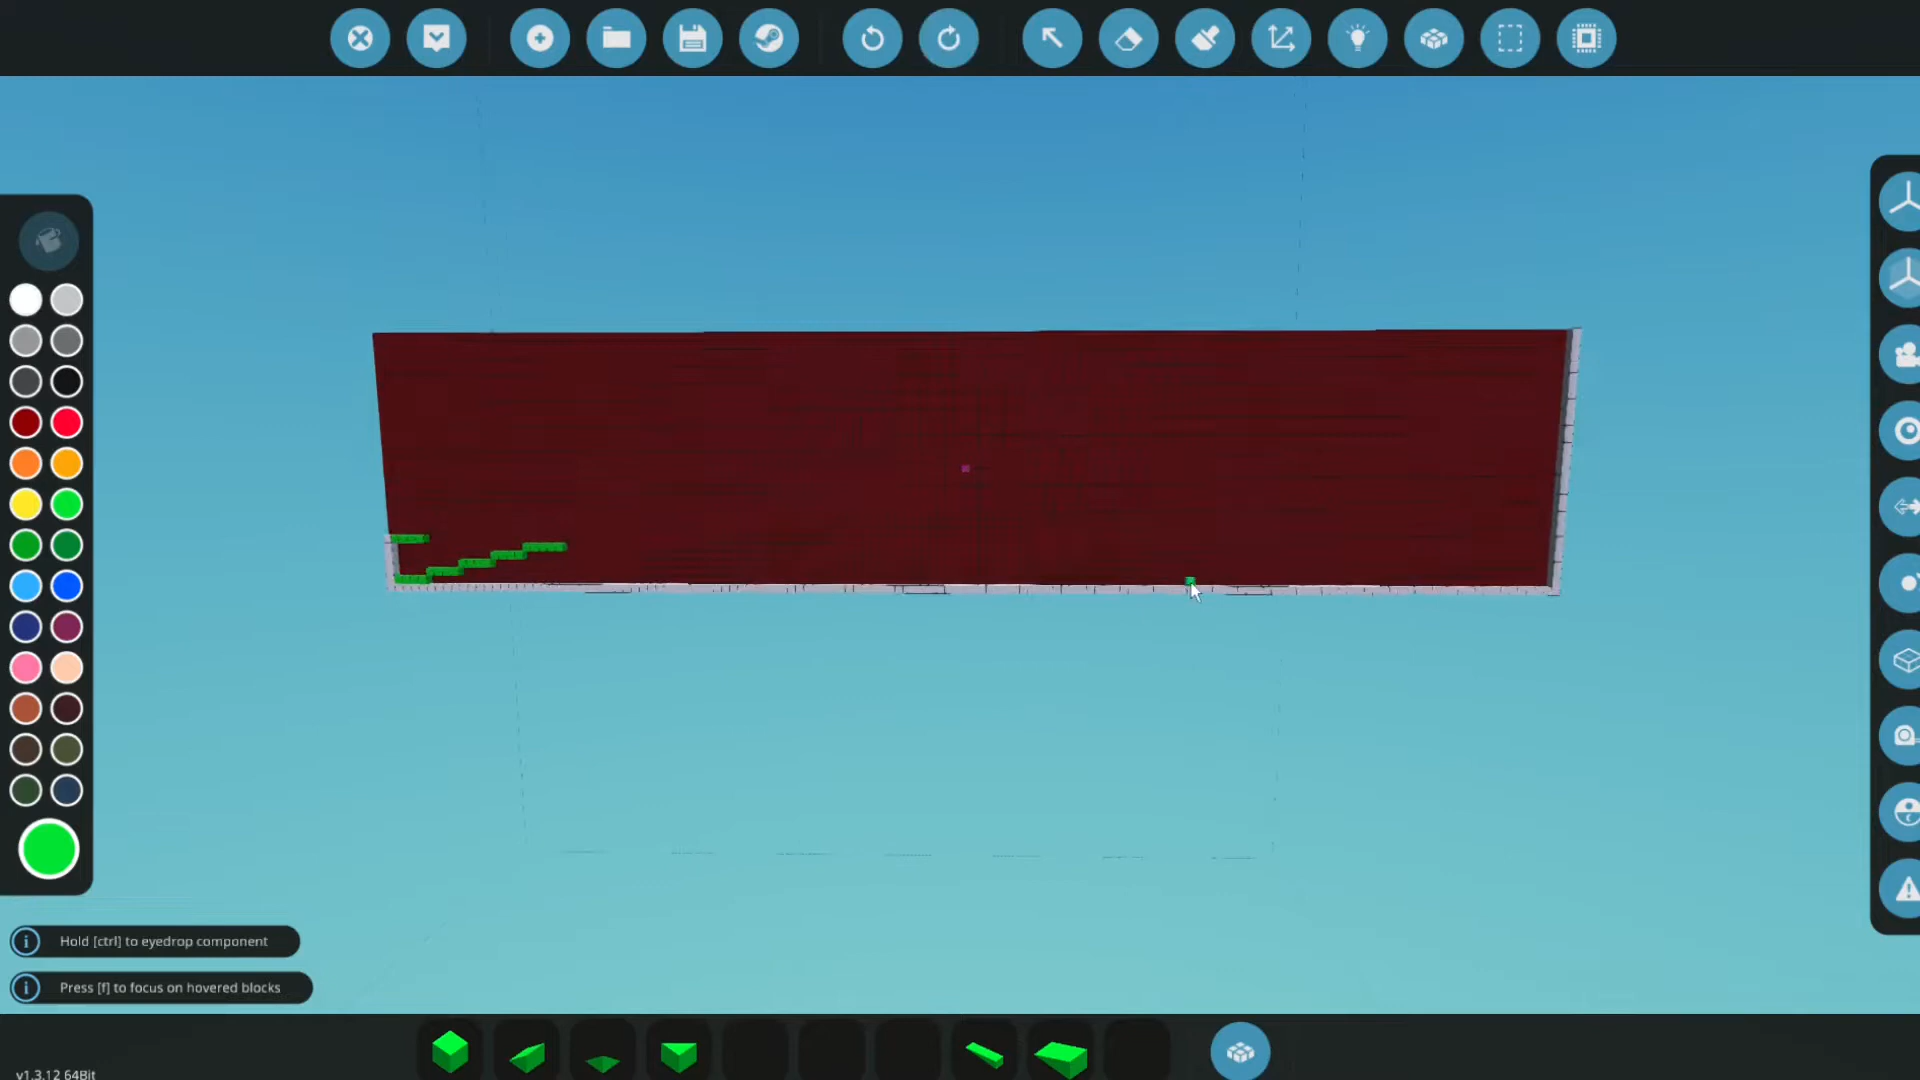 Hold [ctrl] to eyedrop component
Press [f] to focus on hovered blocks
v1.3.12 64Bit